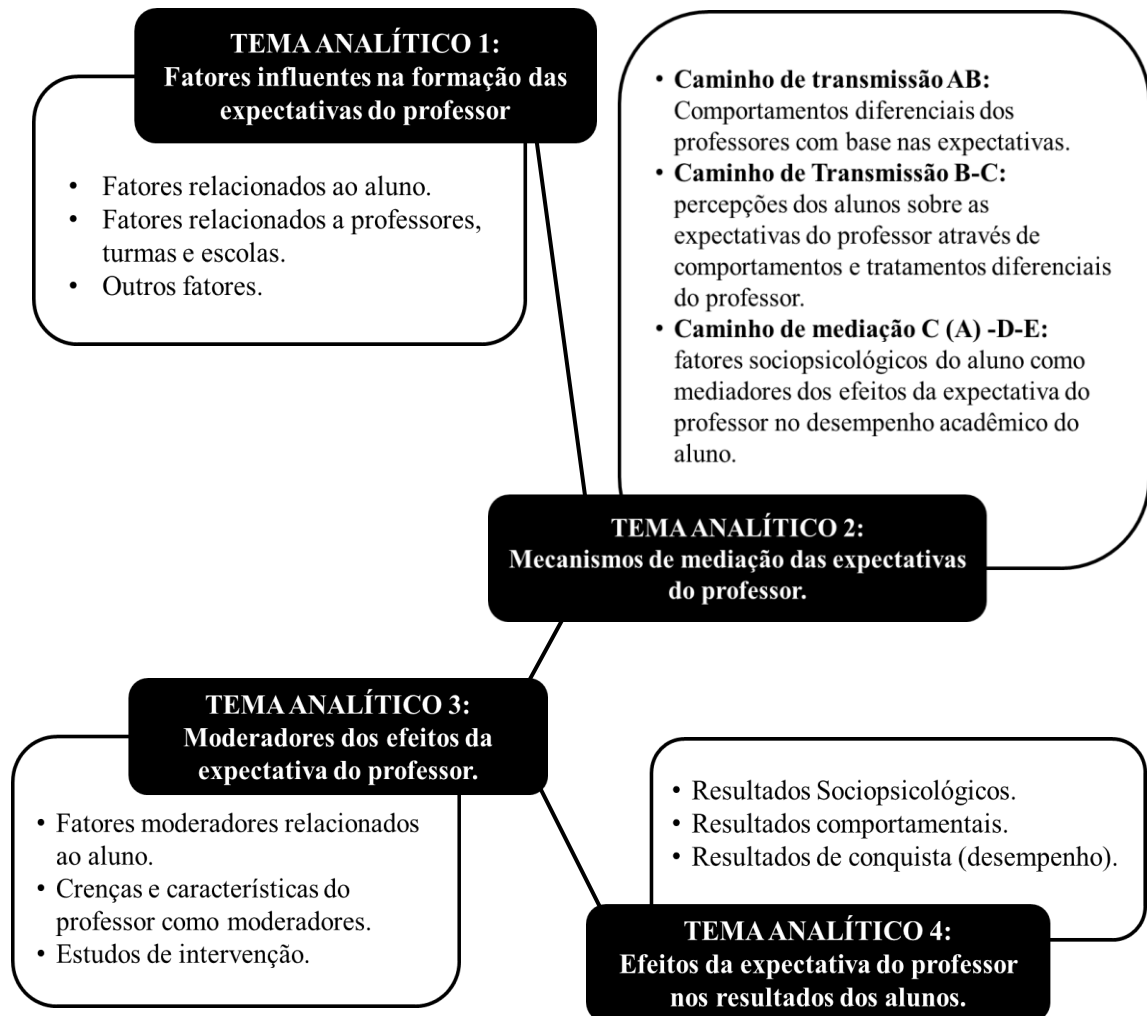 TEMA ANALÍTICO 1:
Fatores influentes na formação das
expectativas do professor
• Fatores relacionados ao aluno.
• Fatores relacionados a professores,
turmas e escolas.
• Outros fatores.
• Caminho de transmissão AB:
Comportamentos diferenciais dos
professores com base nas expectativas.
• Caminho de Transmissão B-C:
percepções dos alunos sobre as
expectativas do professor através de
comportamentos e tratamentos diferenciais
do professor.
• Caminho de mediação C (A) -D-E:
fatores sociopsicológicos do aluno como
mediadores dos efeitos da expectativa do
professor no desempenho acadêmico do
aluno.
TEMA ANALÍTICO 2:
Mecanismos de mediação das expectativas
do professor.
TEMA ANALÍTICO 3:
Moderadores dos efeitos da
expectativa do professor.
• Fatores moderadores relacionados
ao aluno.
• Crenças e características do
professor como moderadores.
• Estudos de intervenção.
• Resultados Sociopsicológicos.
• Resultados comportamentais.
• Resultados de conquista (desempenho).
TEMA ANALÍTICO 4:
Efeitos da expectativa do professor
nos resultados dos alunos.